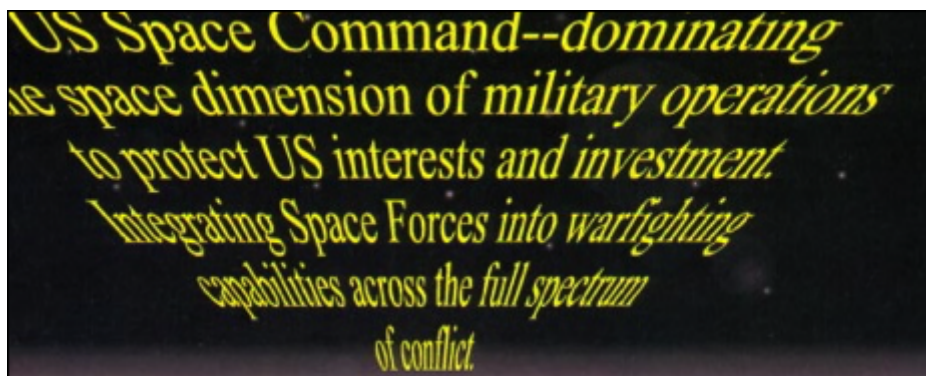 US Space Command--dominating
he space dimension of military operations
to protect US interests and investment.
Integrating Space Forces into warfighting
capabilities across the full spectrum
of conflict.